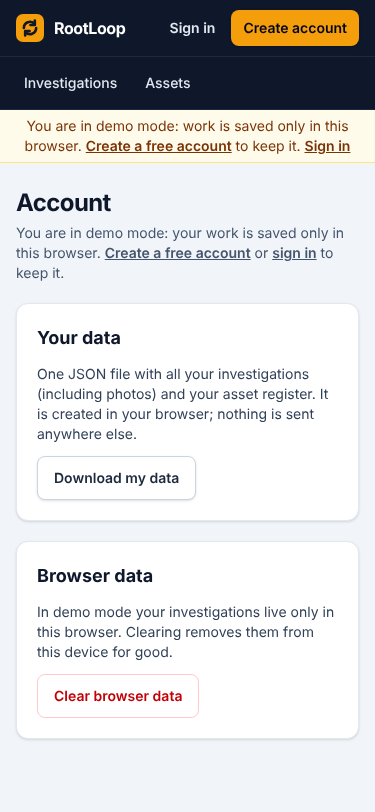 RootLoop
Sign in
Create account
Investigations
Assets
You are in demo mode: work is saved only in this
browser. Create a free account to keep it. Sign in
Account
You are in demo mode: your work is saved only in
this browser. Create a free account or sign in to
keep it.
Your data
One JSON file with all your investigations
(including photos) and your asset register. It
is created in your browser; nothing is sent
anywhere else.
Download my data
Browser data
In demo mode your investigations live only in
this browser. Clearing removes them from
this device for good.
Clear browser data